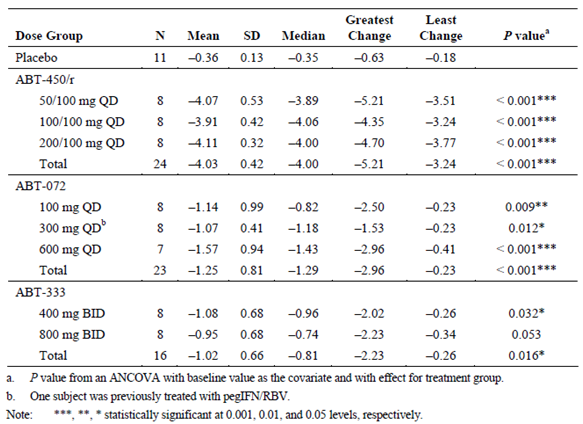 Dose Group N Mean SD Median Greatest Change Least Change P valueᵃ
Placebo 11 –0.36 0.13 –0.35 –0.63 –0.18
ABT-450/r
50/100 mg QD 8 –4.07 0.53 –3.89 –5.21 –3.51 < 0.001***
100/100 mg QD 8 –3.91 0.42 –4.06 –4.35 –3.24 < 0.001***
200/100 mg QD 8 –4.11 0.32 –4.00 –4.70 –3.77 < 0.001***
Total 24 –4.03 0.42 –4.00 –5.21 –3.24 < 0.001***
ABT-072
100 mg QD 8 –1.14 0.99 –0.82 –2.50 –0.23 0.009**
300 mg QDᵇ 8 –1.07 0.41 –1.18 –1.53 –0.23 0.012*
600 mg QD 7 –1.57 0.94 –1.43 –2.96 –0.41 < 0.001***
Total 23 –1.25 0.81 –1.29 –2.96 –0.23 < 0.001***
ABT-333
400 mg BID 8 –1.08 0.68 –0.96 –2.02 –0.26 0.032*
800 mg BID 8 –0.95 0.68 –0.74 –2.23 –0.34 0.053
Total 16 –1.02 0.66 –0.81 –2.23 –0.26 0.016*
a. P value from an ANCOVA with baseline value as the covariate and with effect for treatment group.
b. One subject was previously treated with pegIFN/RBV.
Note: ***, **, * statistically significant at 0.001, 0.01, and 0.05 levels, respectively.